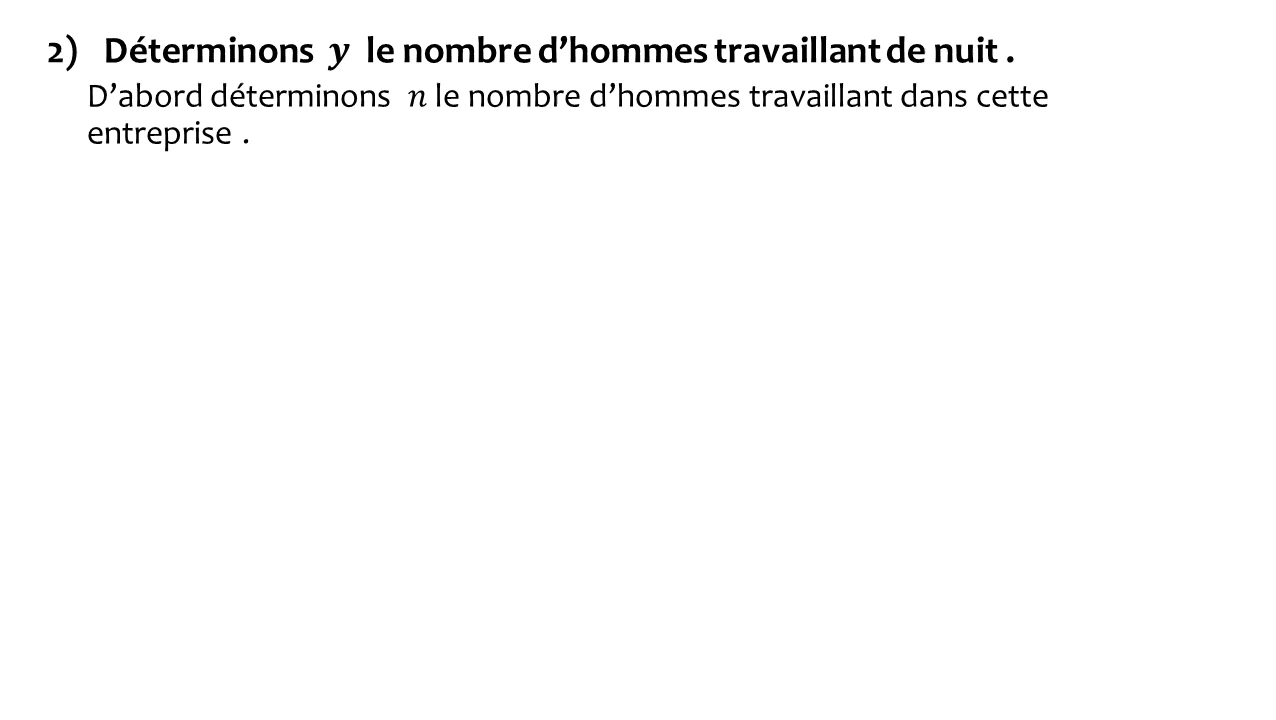 2) Déterminons y le nombre d’hommes travaillant de nuit .
D’abord déterminons n le nombre d’hommes travaillant dans cette
entreprise .